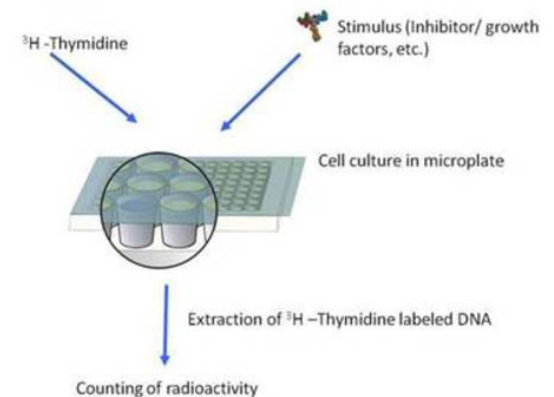 ³H -Thymidine
Stimulus (Inhibitor/ growth
factors, etc.)
Cell culture in microplate
Extraction of ³H –Thymidine labeled DNA
Counting of radioactivity